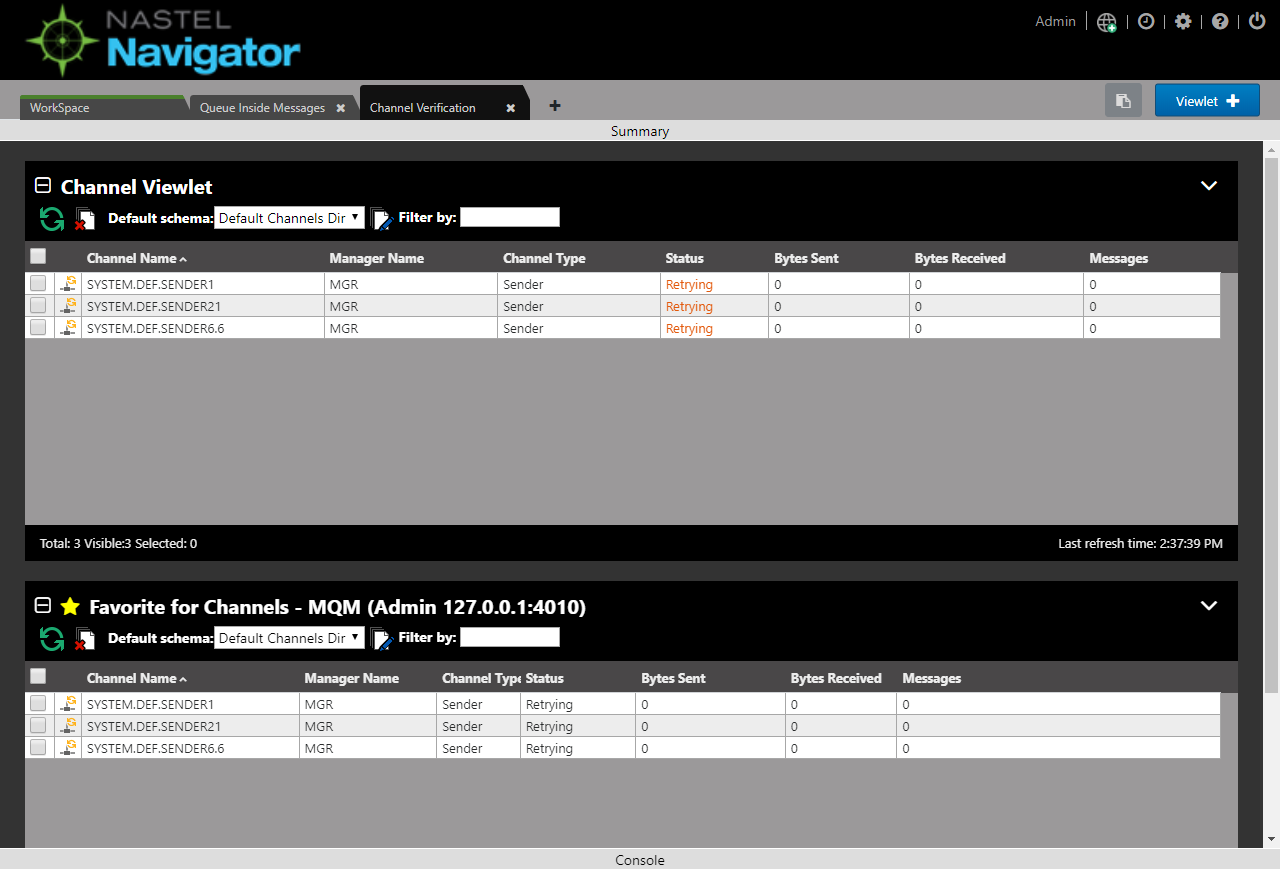 NASTEL
Navigator
Admin
WorkSpace
Queue Inside Messages
Channel Verification
Viewlet
Summary
Channel Viewlet
Default schema: Default Channels Dir Filter by:
Channel Name Manager Name Channel Type Status Bytes Sent Bytes Received Messages
SYSTEM.DEF.SENDER1 MGR Sender Retrying 0 0 0
SYSTEM.DEF.SENDER21 MGR Sender Retrying 0 0 0
SYSTEM.DEF.SENDER6.6 MGR Sender Retrying 0 0 0
Total: 3 Visible:3 Selected: 0 Last refresh time: 2:37:39 PM
Favorite for Channels - MQM (Admin 127.0.0.1:4010)
Default schema: Default Channels Dir Filter by:
Channel Name Manager Name Channel Type Status Bytes Sent Bytes Received Messages
SYSTEM.DEF.SENDER1 MGR Sender Retrying 0 0 0
SYSTEM.DEF.SENDER21 MGR Sender Retrying 0 0 0
SYSTEM.DEF.SENDER6.6 MGR Sender Retrying 0 0 0
Console